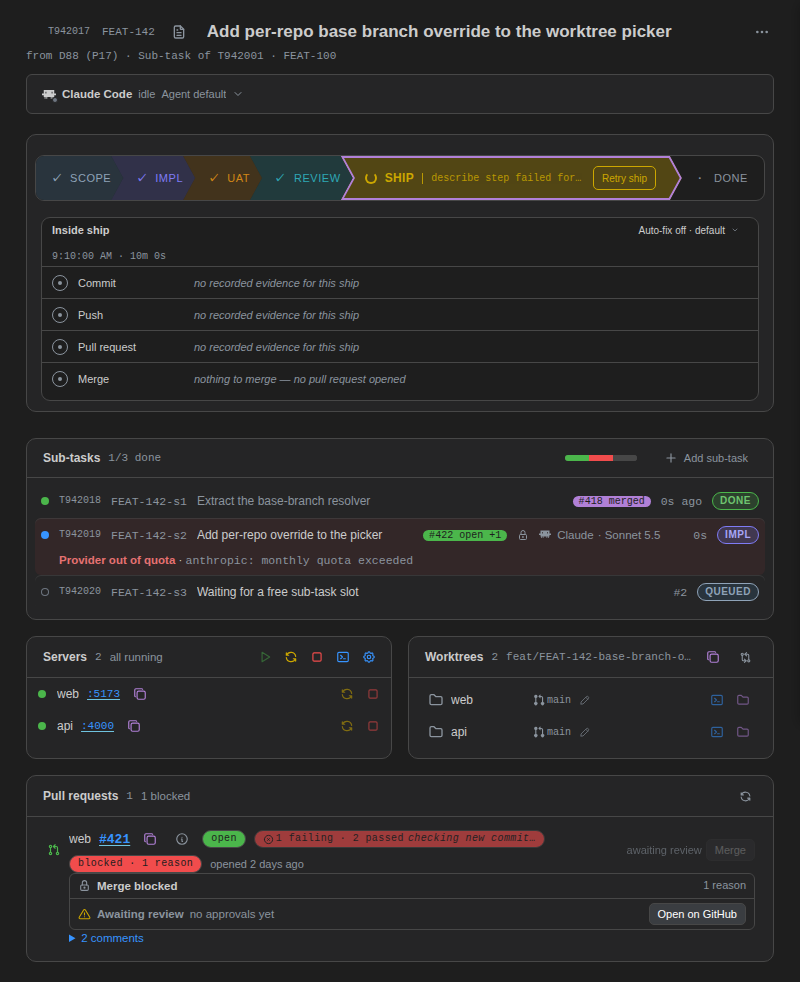 T942017 FEAT-142 Add per-repo base branch override to the worktree picker
from D88 (P17) · Sub-task of T942001 · FEAT-100
Claude Code idle Agent default
SCOPE IMPL UAT REVIEW SHIP describe step failed for… Retry ship DONE
Inside ship Auto-fix off · default
9:10:00 AM · 10m 0s
Commit no recorded evidence for this ship
Push no recorded evidence for this ship
Pull request no recorded evidence for this ship
Merge nothing to merge — no pull request opened
Sub-tasks 1/3 done Add sub-task
T942018 FEAT-142-s1 Extract the base-branch resolver #418 merged 0s ago DONE
T942019 FEAT-142-s2 Add per-repo override to the picker #422 open +1 Claude · Sonnet 5.5 0s IMPL
Provider out of quota · anthropic: monthly quota exceeded
T942020 FEAT-142-s3 Waiting for a free sub-task slot #2 QUEUED
Servers 2 all running
web :5173
api :4000
Worktrees 2 feat/FEAT-142-base-branch-o…
web main
api main
Pull requests 1 1 blocked
web #421 open 1 failing · 2 passed checking new commit…
blocked · 1 reason opened 2 days ago
awaiting review Merge
Merge blocked 1 reason
Awaiting review no approvals yet Open on GitHub
2 comments